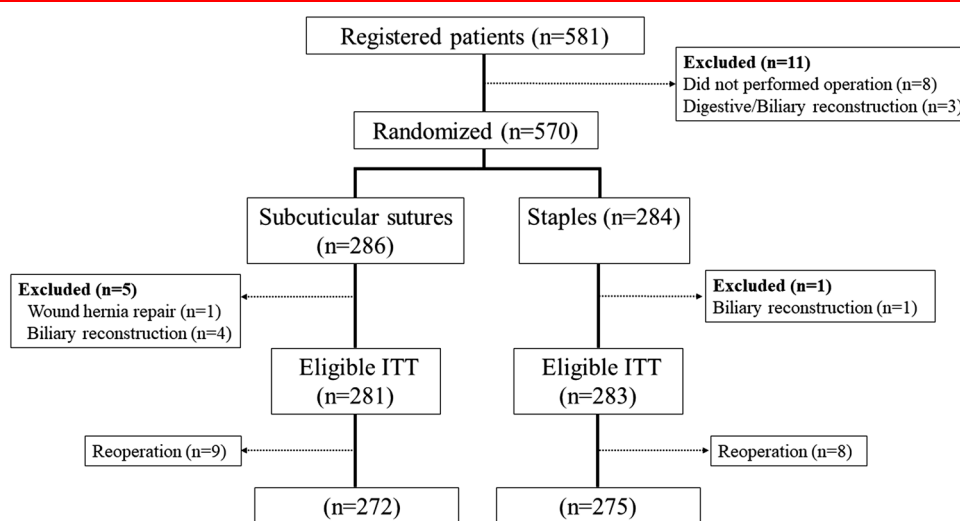 Registered patients (n=581)
Excluded (n=11)
Did not performed operation (n=8)
Digestive/Biliary reconstruction (n=3)
Randomized (n=570)
Subcuticular sutures
(n=286)
Staples (n=284)
Excluded (n=5)
Wound hernia repair (n=1)
Biliary reconstruction (n=4)
Excluded (n=1)
Biliary reconstruction (n=1)
Eligible ITT
(n=281)
Eligible ITT
(n=283)
Reoperation (n=9)
Reoperation (n=8)
(n=272)
(n=275)